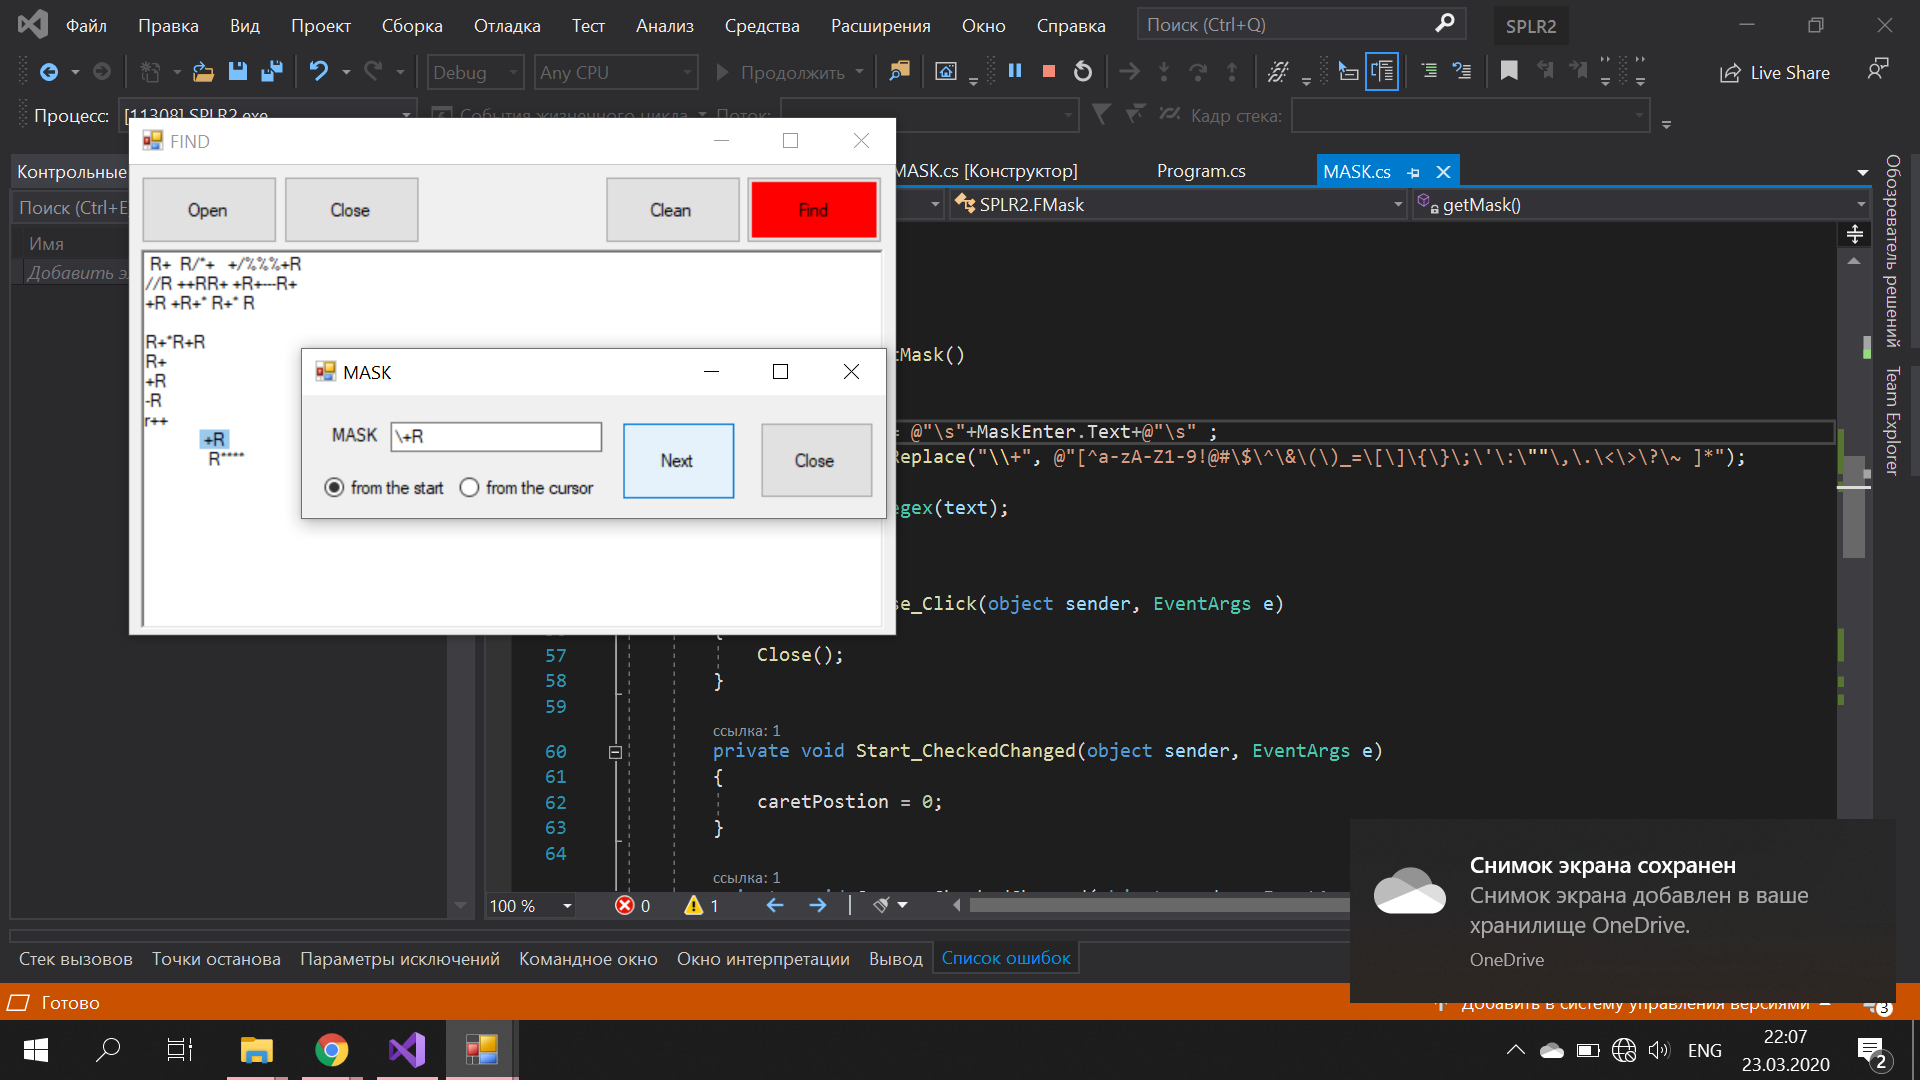 Файл Правка Вид Проект Сборка Отладка Тест Анализ Средства Расширения Окно Справка Поиск (Ctrl+Q) SPLR2
Debug Any CPU Продолжить Live Share
Процесс: [11308] SPLR2.exe События жизненного цикла Поток: Кадр стека:
FIND
Контрольные
MASK.cs [Конструктор] Program.cs MASK.cs
Поиск (Ctrl+E
Open Close Clean Find
SPLR2.FMask getMask()
Имя
Добавить э
R+ R/*+ +/%%%+R
//R ++RR+ +R+---R+
+R +R+* R+* R
R+*R+R
R+
+R
-R
r++
+R
R****
MASK
MASK \+R
Next Close
from the start from the cursor
tMask()
= @"\s"+MaskEnter.Text+@"\s" ;
Replace("\\+", @"[^a-zA-Z1-9!@#\$\^\&\(\)_=\[\]\{\}\;\'\:\""\,\.\<\>\?\~ ]*");
egex(text);
se_Click(object sender, EventArgs e)
{
57 Close();
58 }
59
ссылка: 1
60 private void Start_CheckedChanged(object sender, EventArgs e)
61 {
62 caretPostion = 0;
63 }
64
ссылка: 1
Обозреватель решений
Team Explorer
100 % 0 1
Стек вызовов Точки останова Параметры исключений Командное окно Окно интерпретации Вывод Список ошибок
Снимок экрана сохранен
Снимок экрана добавлен в ваше
хранилище OneDrive.
OneDrive
Готово Добавить в систему управления версиями 3
ENG 22:07
23.03.2020 2